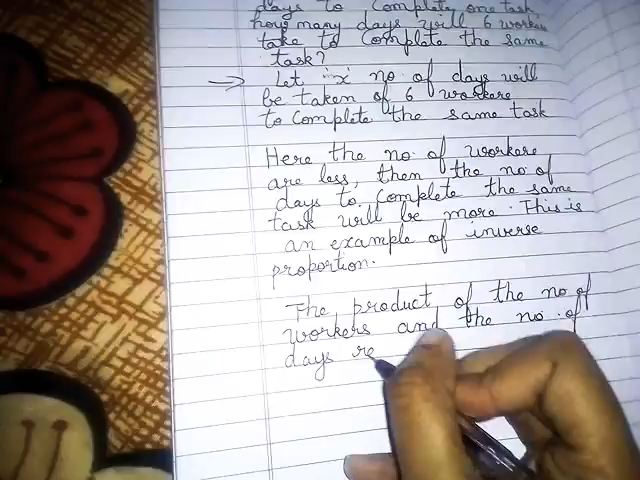 days to complete one task,
how many days will 6 workers
take to complete the same
task?
→ Let 'x' no of days will
be taken of 6 workers
to complete the same task
Here the no. of workers
are less, then the no of
days to complete the same
task will be more. This is
an example of inverse
proportion.
The product of the no of
workers and the no. of
days re